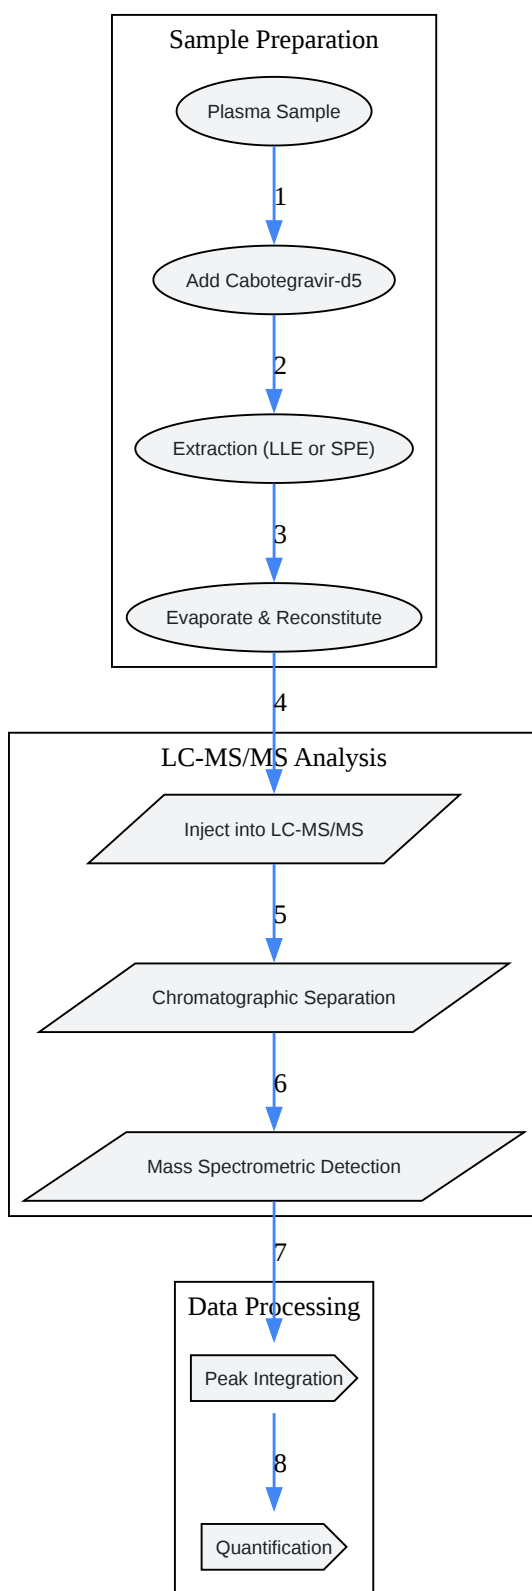 Sample Preparation
Plasma Sample
1
Add Cabotegravir-d5
2
Extraction (LLE or SPE)
3
Evaporate & Reconstitute
4
LC-MS/MS Analysis
Inject into LC-MS/MS
5
Chromatographic Separation
6
Mass Spectrometric Detection
7
Data Processing
Peak Integration
8
Quantification